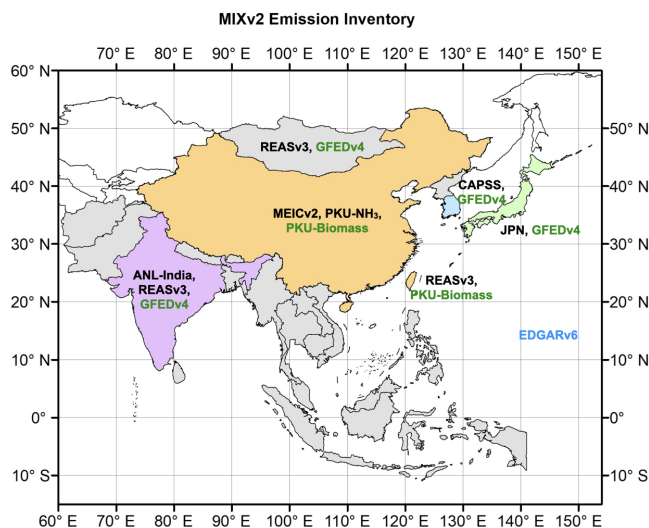 MIXv2 Emission Inventory
70° E 80° E 90° E 100° E 110° E 120° E 130° E 140° E 150° E
60° N 60° N
50° N 50° N
REASv3, GFEDv4
40° N 40° N
CAPSS,
GFEDv4
MEICv2, PKU-NH₃,
PKU-Biomass
JPN, GFEDv4
30° N 30° N
ANL-India,
REASv3,
GFEDv4
REASv3,
PKU-Biomass
20° N 20° N
EDGARv6
10° N 10° N
0° 0°
10° S 10° S
60° E 70° E 80° E 90° E 100° E 110° E 120° E 130° E 140° E 150° E